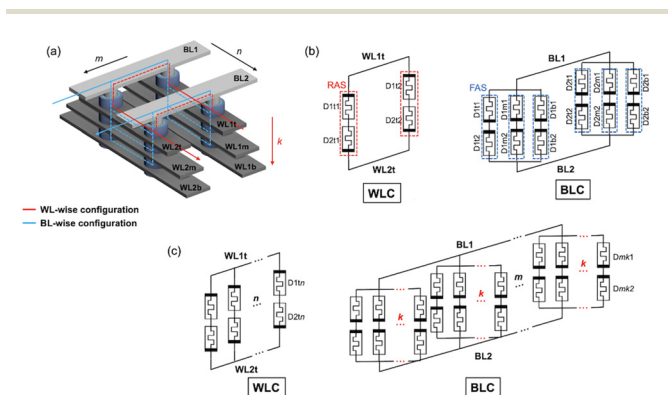 (a)
m
n
BL1
BL2
k
WL1t
WL2t
WL1m
WL2m
WL1b
WL2b
WL-wise configuration
BL-wise configuration
(b)
WL1t
RAS
D1t1
D2t1
D1t2
D2t2
WL2t
WLC
BL1
FAS
D1t1
D1m1
D1b1
D1t2
D1m2
D1b2
D2t1
D2m1
D2b1
D2t2
D2m2
D2b2
BL2
BLC
(c)
WL1t
n
D1tn
D2tn
WL2t
WLC
BL1
k
k
m
k
Dmk1
Dmk2
BL2
BLC